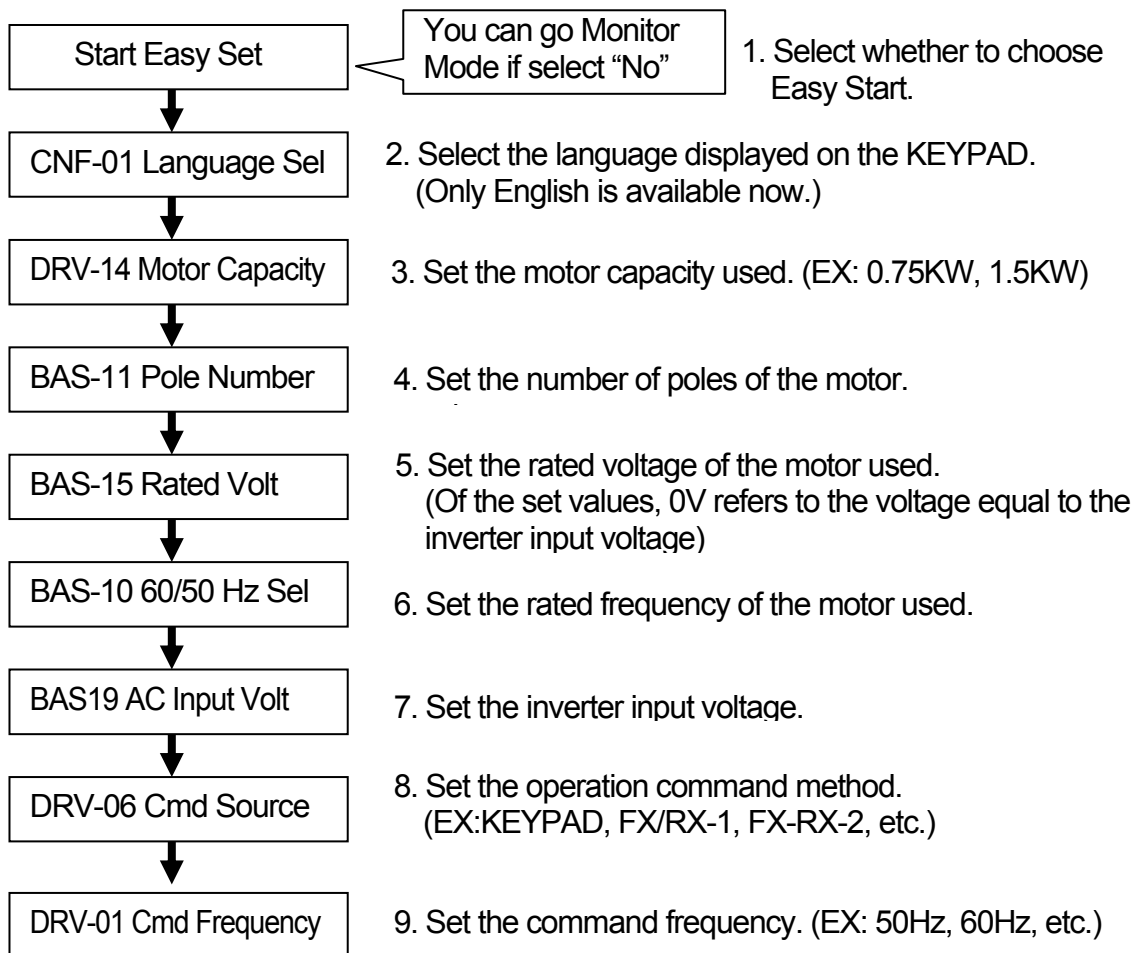 Start Easy Set
You can go Monitor
Mode if select “No”
1. Select whether to choose
Easy Start.
CNF-01 Language Sel
2. Select the language displayed on the KEYPAD.
(Only English is available now.)
DRV-14 Motor Capacity
3. Set the motor capacity used. (EX: 0.75KW, 1.5KW)
BAS-11 Pole Number
4. Set the number of poles of the motor.
BAS-15 Rated Volt
5. Set the rated voltage of the motor used.
(Of the set values, 0V refers to the voltage equal to the
inverter input voltage)
BAS-10 60/50 Hz Sel
6. Set the rated frequency of the motor used.
BAS19 AC Input Volt
7. Set the inverter input voltage.
DRV-06 Cmd Source
8. Set the operation command method.
(EX:KEYPAD, FX/RX-1, FX-RX-2, etc.)
DRV-01 Cmd Frequency
9. Set the command frequency. (EX: 50Hz, 60Hz, etc.)